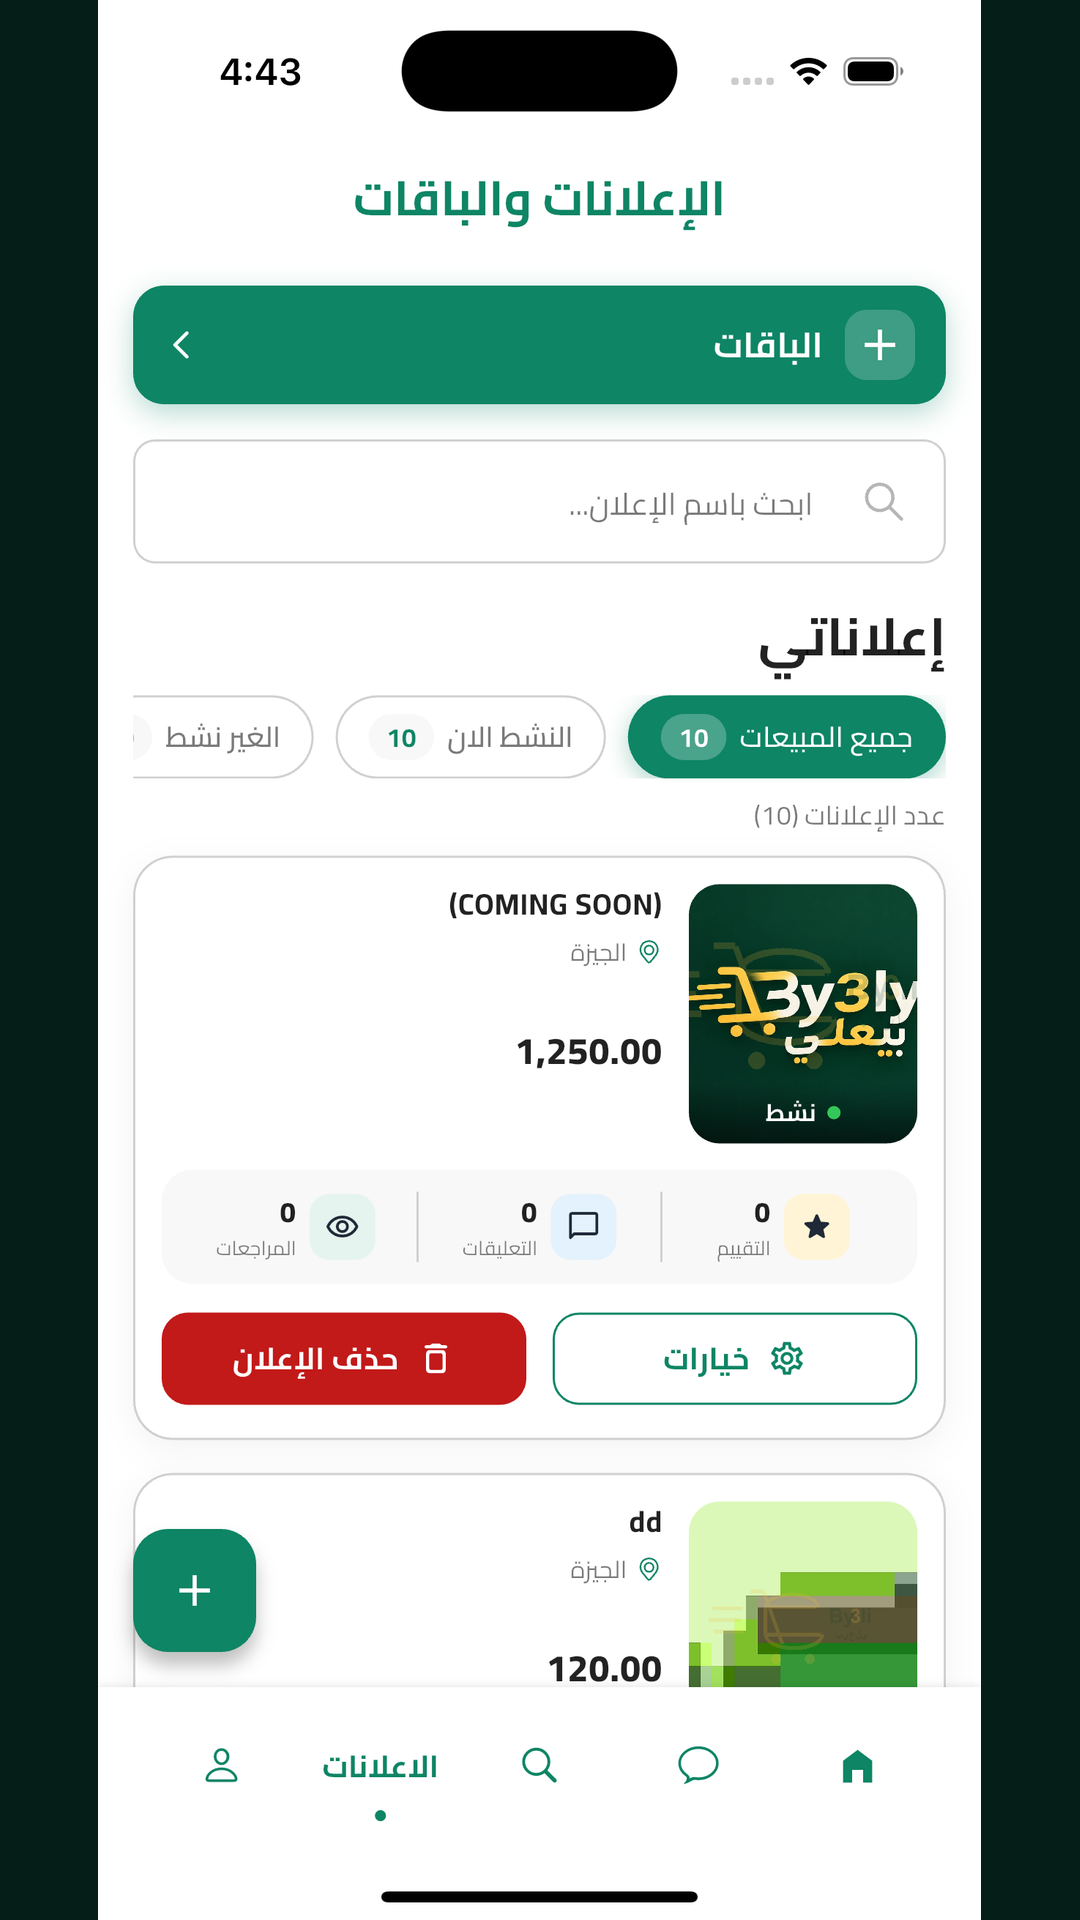 4:43
الإعلانات والباقات
الباقات
ابحث باسم الإعلان...
إعلاناتي
جميع المبيعات 10
النشط الان 10
الغير نشط
عدد الإعلانات (10)
(COMING SOON)
الجيزة
1,250.00
By3ly
بيعلي
نشط
0
التقييم
0
التعليقات
0
المراجعات
خيارات
حذف الإعلان
dd
الجيزة
120.00
الاعلانات